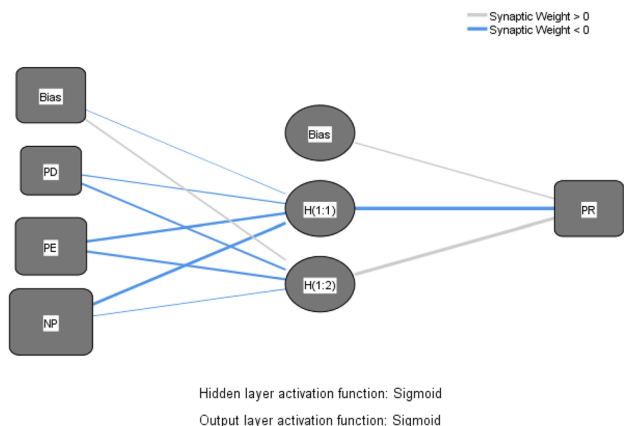 Synaptic Weight > 0
Synaptic Weight < 0
Bias
PD
PE
NP
Bias
H(1:1)
H(1:2)
PR
Hidden layer activation function: Sigmoid
Output layer activation function: Sigmoid